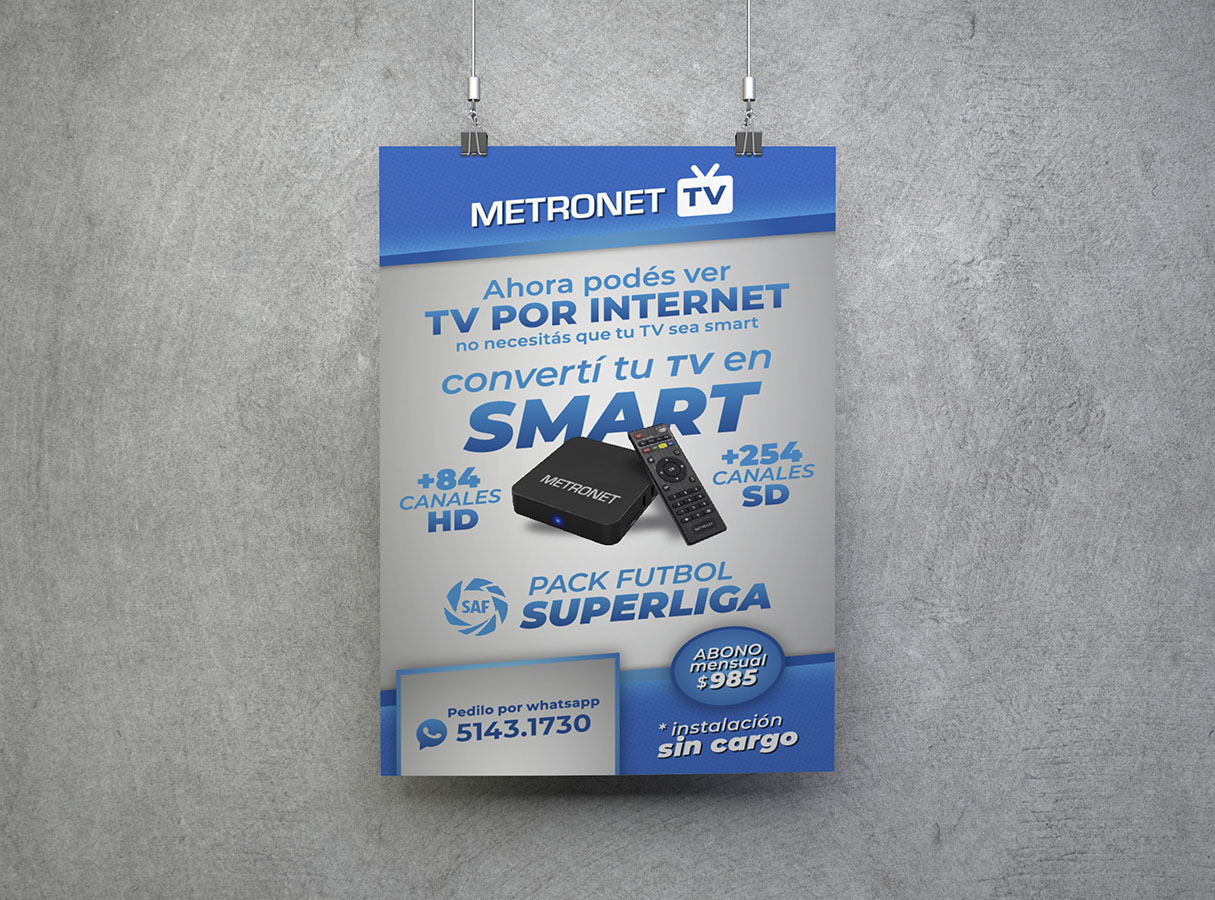 METRONET TV
Ahora podés ver
TV POR INTERNET
no necesitás que tu TV sea smart
convertí tu TV en
SMART
+84
CANALES
HD
METRONET
+254
CANALES
SD
SAF
PACK FUTBOL
SUPERLIGA
ABONO
mensual
$985
Pedilo por whatsapp
5143.1730
* instalación
sin cargo